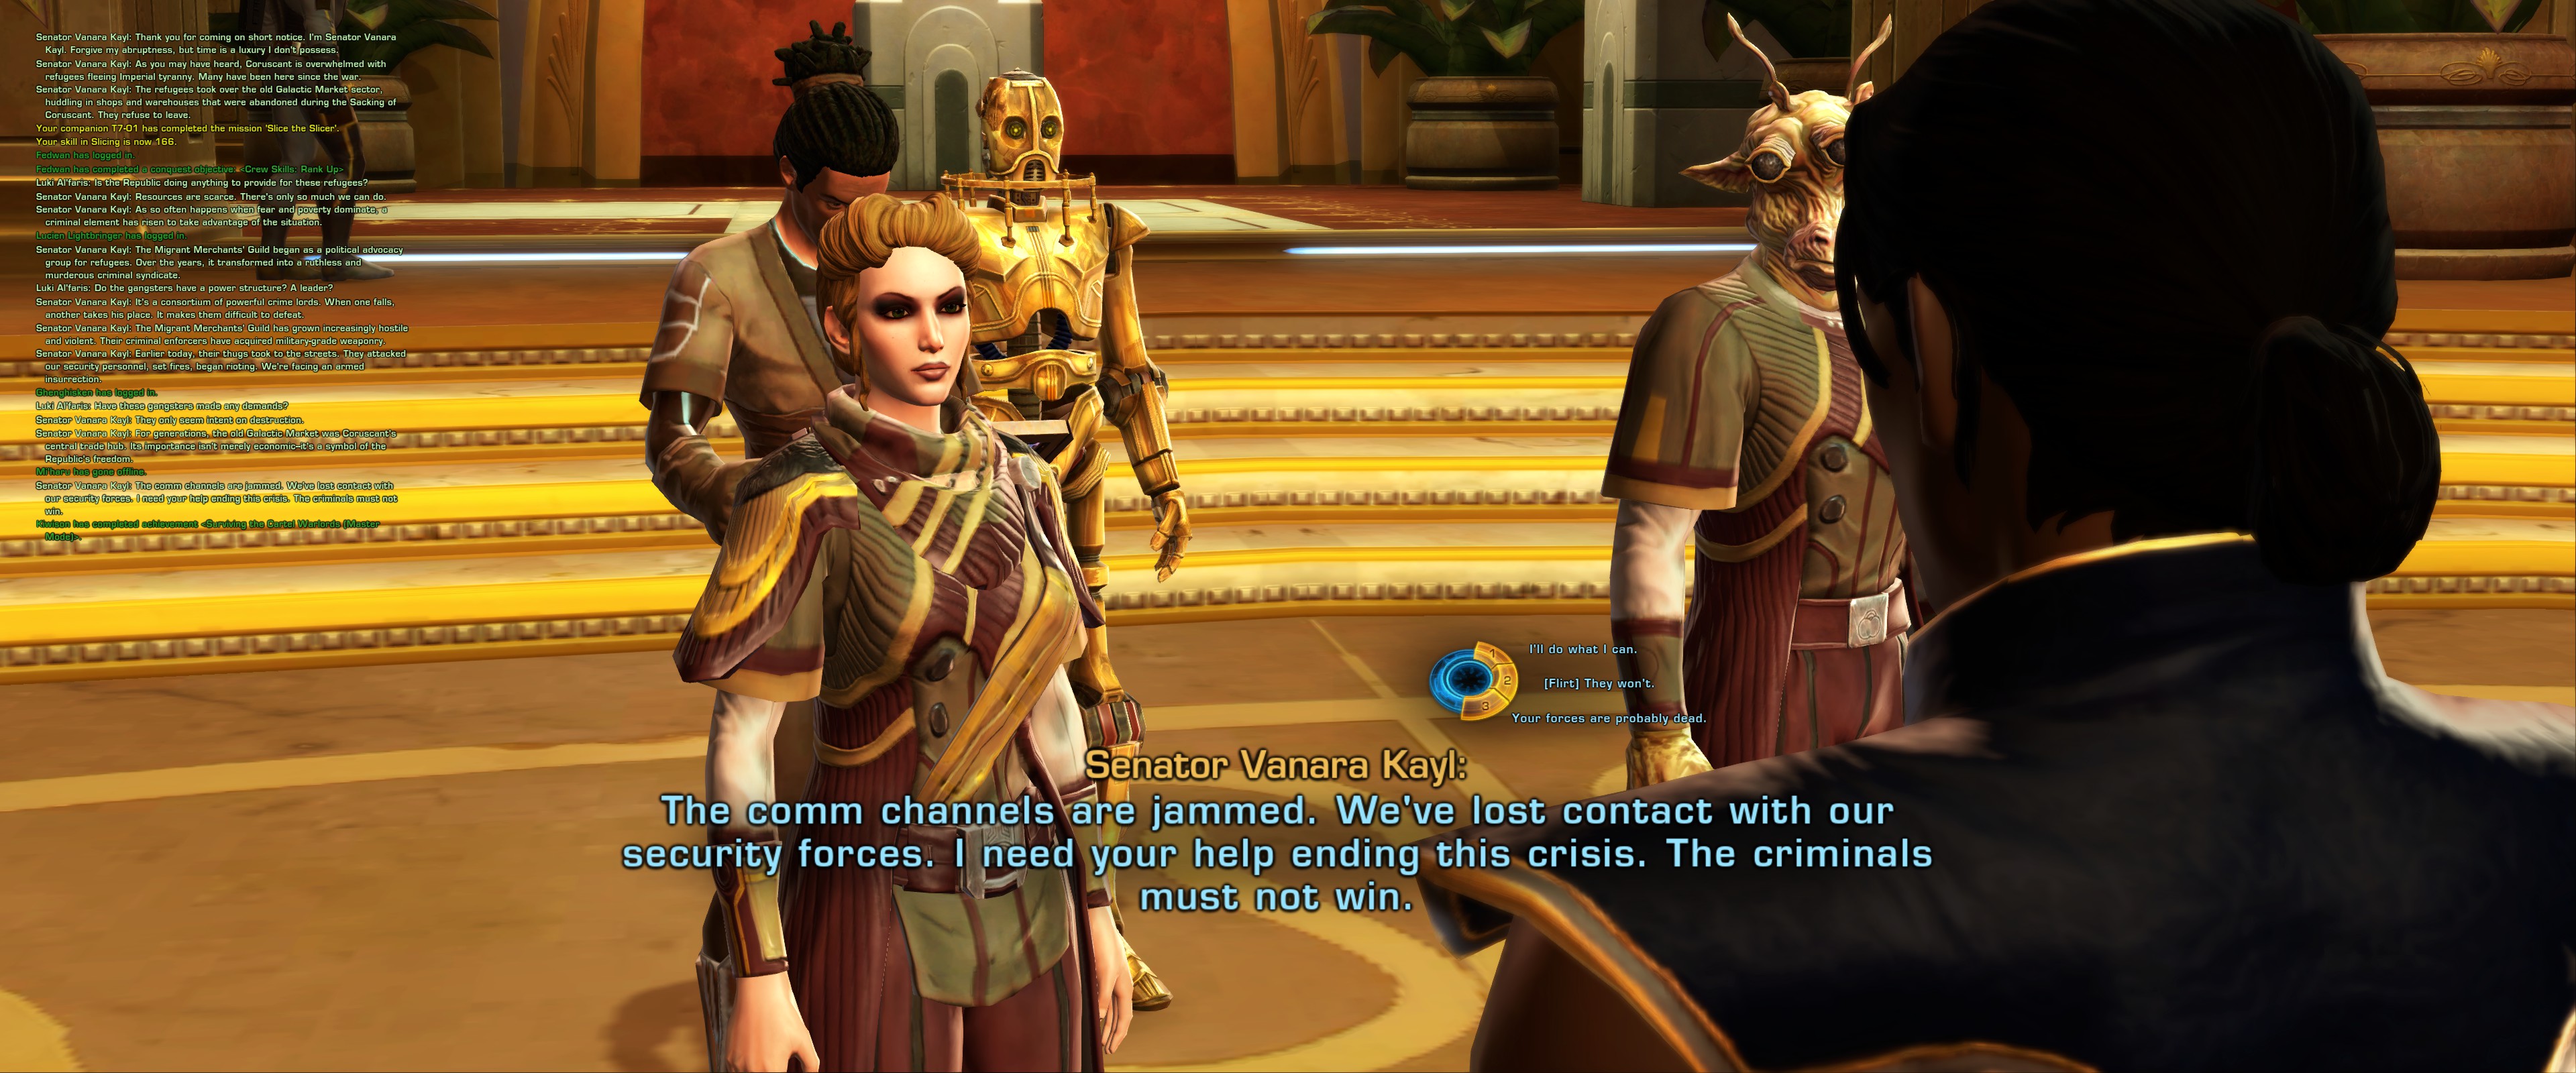 Senator Vanara Kayl: Thank you for coming on short notice. I'm Senator Vanara
Kayl. Forgive my abruptness, but time is a luxury I don't possess.
Senator Vanara Kayl: As you may have heard, Coruscant is overwhelmed with
refugees fleeing Imperial tyranny. Many have been here since the war.
Senator Vanara Kayl: The refugees took over the old Galactic Market sector,
huddling in shops and warehouses that were abandoned during the Sacking of
Coruscant. They refuse to leave.
Your companion T7-01 has completed the mission 'Slice the Slicer'.
Your skill in Slicing is now 166.
Fedwan has logged in.
Fedwan has completed a conquest objective: <Crew Skills: Rank Up>
Luki Al'faris: Is the Republic doing anything to provide for these refugees?
Senator Vanara Kayl: Resources are scarce. There's only so much we can do.
Senator Vanara Kayl: As so often happens when fear and poverty dominate, a
criminal element has risen to take advantage of the situation.
Lucien Lightbringer has logged in.
Senator Vanara Kayl: The Migrant Merchants' Guild began as a political advocacy
group for refugees. Over the years, it transformed into a ruthless and
murderous criminal syndicate.
Luki Al'faris: Do the gangsters have a power structure? A leader?
Senator Vanara Kayl: It's a consortium of powerful crime lords. When one falls,
another takes his place. It makes them difficult to defeat.
Senator Vanara Kayl: The Migrant Merchants' Guild has grown increasingly hostile
and violent. Their criminal enforcers have acquired military-grade weaponry.
Senator Vanara Kayl: Earlier today, their thugs took to the streets. They attacked
our security personnel, set fires, began rioting. We're facing an armed
insurrection.
Ghenghisken has logged in.
Luki Al'faris: Have these gangsters made any demands?
Senator Vanara Kayl: They only seem intent on destruction.
Senator Vanara Kayl: For generations, the old Galactic Market was Coruscant's
central trade hub. Its importance isn't merely economic–it's a symbol of the
Republic's freedom.
Mi'haru has gone offline.
Senator Vanara Kayl: The comm channels are jammed. We've lost contact with
our security forces. I need your help ending this crisis. The criminals must not
win.
has completed achievement <Surviving the Cartel Warlords (Master
Mode)>.
1 I'll do what I can.
2 [Flirt] They won't.
3 Your forces are probably dead.
Senator Vanara Kayl:
The comm channels are jammed. We've lost contact with our
security forces. I need your help ending this crisis. The criminals
must not win.